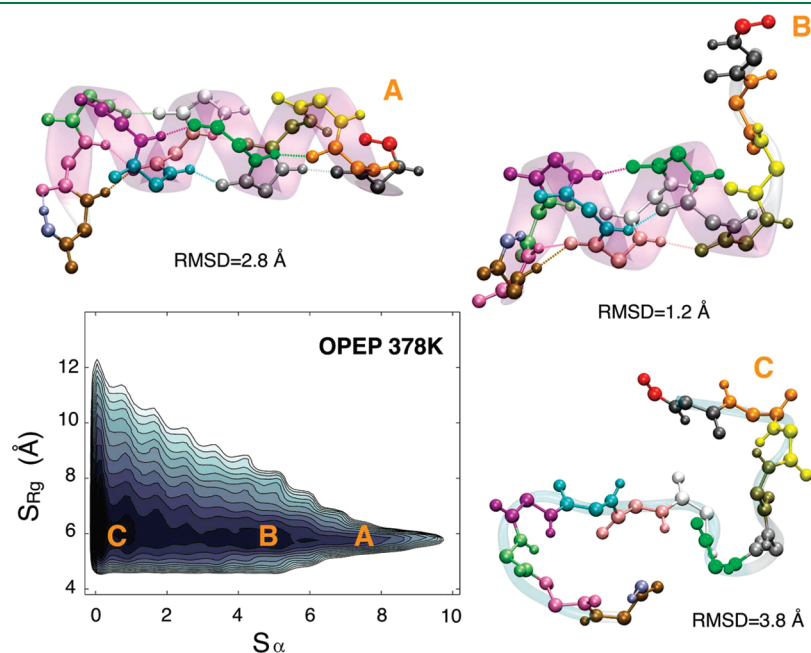 B
A
RMSD=2.8 Å
RMSD=1.2 Å
OPEP 378K
12
10
8
6
4
S_Rg (Å)
C B A
0 2 4 6 8 10
Sα
C
RMSD=3.8 Å